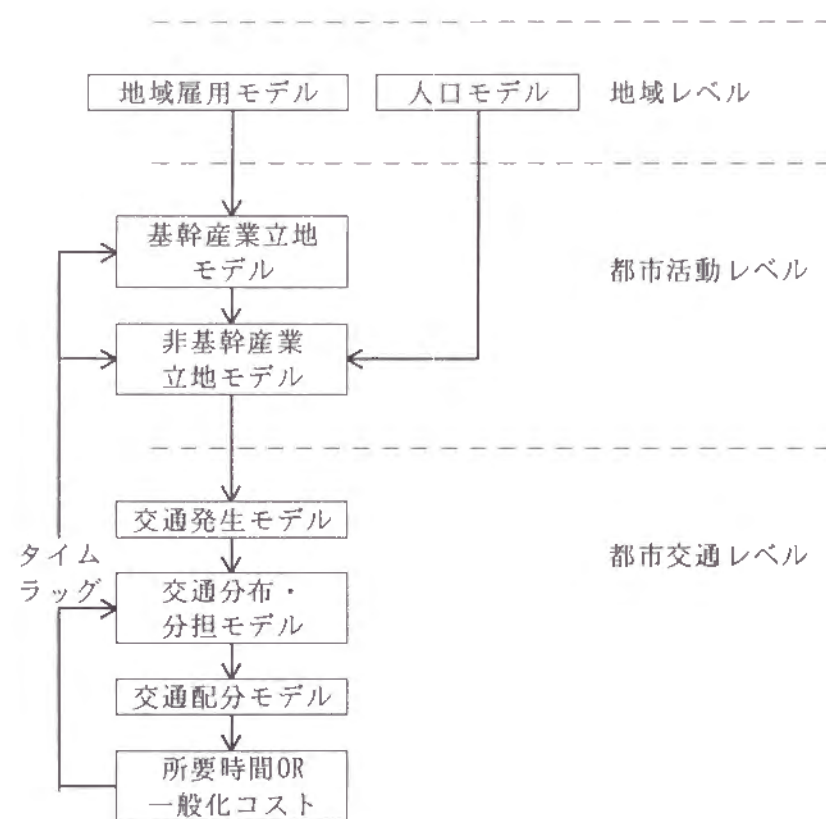 地域雇用モデル
人口モデル
地域レベル
基幹産業立地
モデル
都市活動レベル
非基幹産業
立地モデル
交通発生モデル
タイム
ラッグ
都市交通レベル
交通分布・
分担モデル
交通配分モデル
所要時間OR
一般化コスト